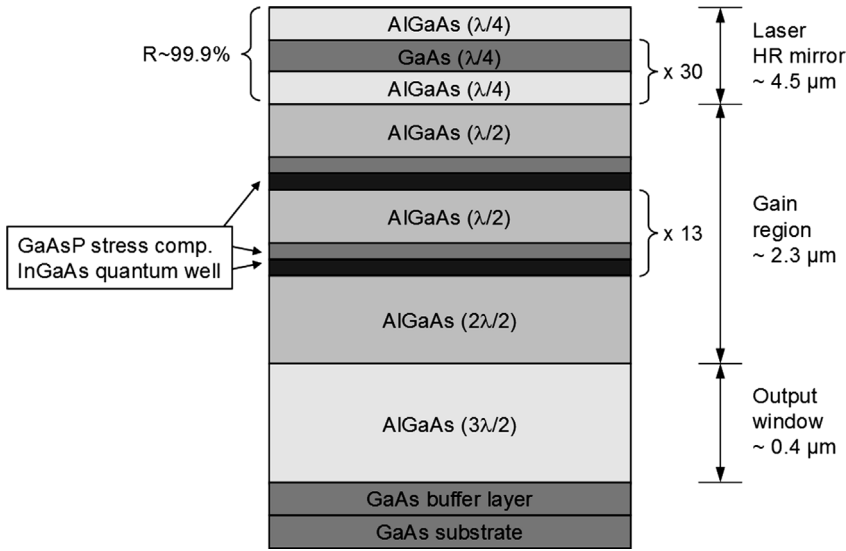 AlGaAs (λ/4)
R~99.9%
GaAs (λ/4)
x 30
AlGaAs (λ/4)
Laser
HR mirror
~ 4.5 μm
AlGaAs (λ/2)
AlGaAs (λ/2)
x 13
GaAsP stress comp.
InGaAs quantum well
Gain
region
~ 2.3 μm
AlGaAs (2λ/2)
AlGaAs (3λ/2)
Output
window
~ 0.4 μm
GaAs buffer layer
GaAs substrate